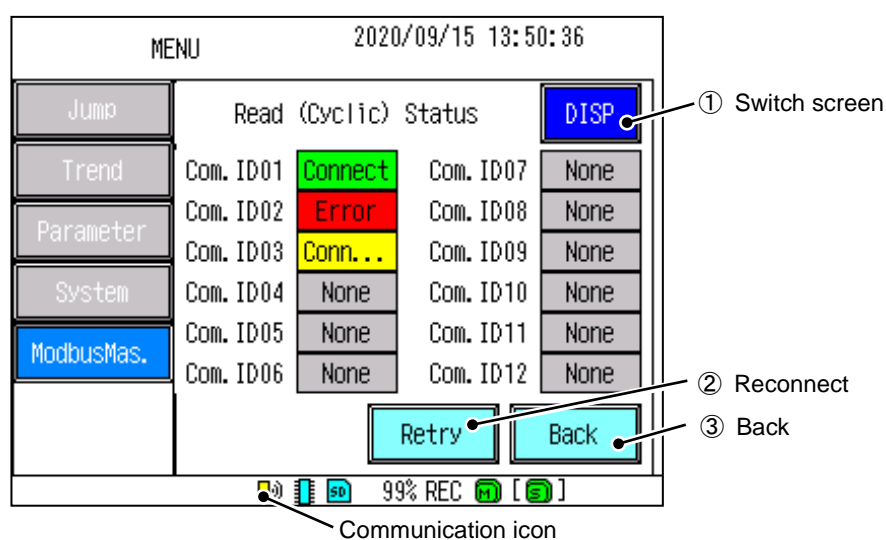 MENU 2020/09/15 13:50:36
Jump
Read (Cyclic) Status
DISP
① Switch screen
Trend
Com. ID01 Connect Com. ID07 None
Com. ID02 Error Com. ID08 None
Parameter
Com. ID03 Conn... Com. ID09 None
System
Com. ID04 None Com. ID10 None
Com. ID05 None Com. ID11 None
ModbusMas.
Com. ID06 None Com. ID12 None
② Reconnect
Retry Back
③ Back
SD 99% REC M [S]
Communication icon